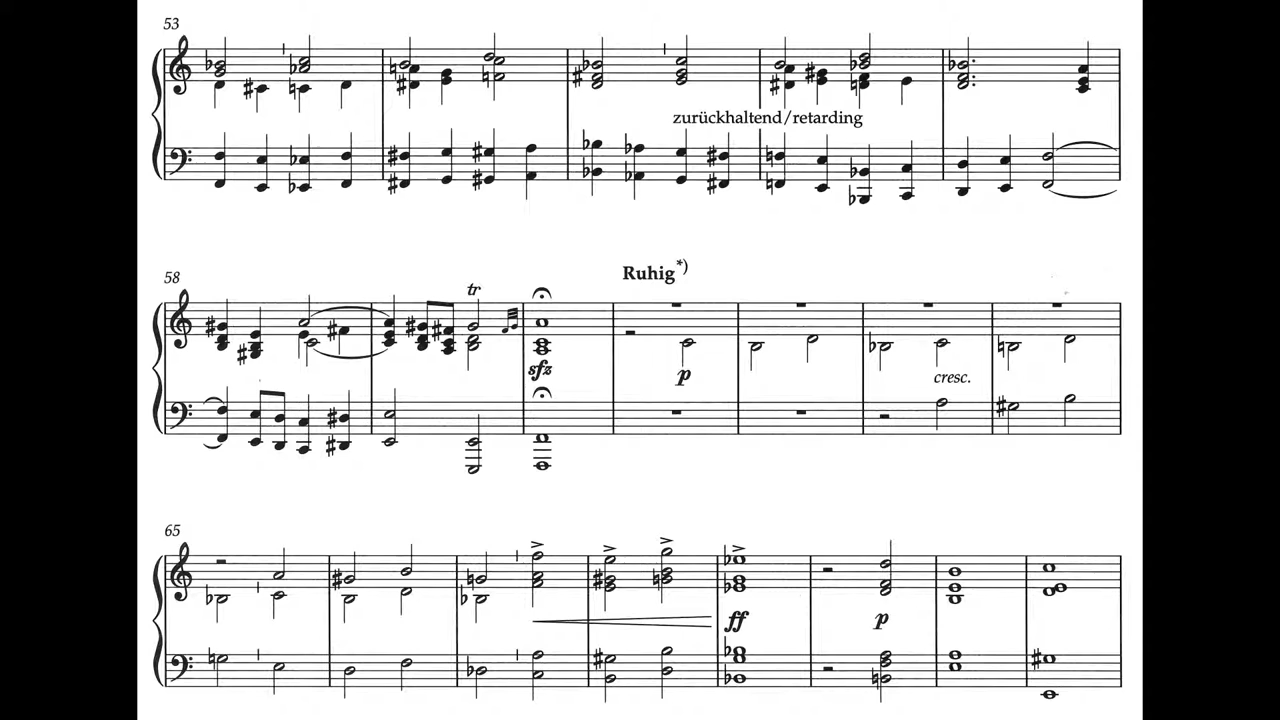 53
zurückhaltend/retarding
58
Ruhig*)
tr
sfz
p
cresc.
65
ff
p